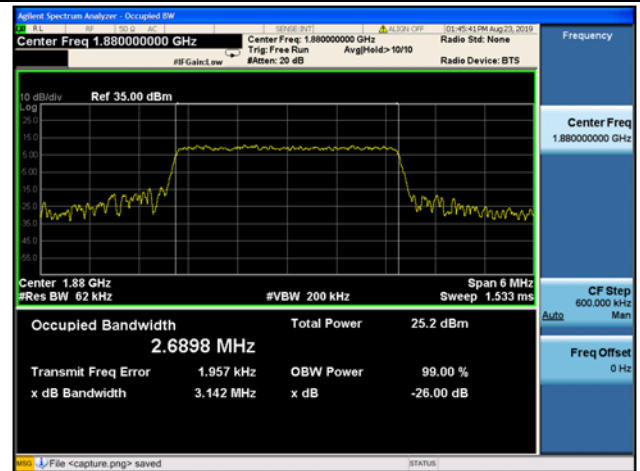 Agilent Spectrum Analyzer - Occupied BW
RL RF 50 Ω AC SENSE:INT ALIGN OFF 01:45:41PM Aug 23, 2019
Center Freq 1.880000000 GHz
Center Freq: 1.880000000 GHz
Radio Std: None
Trig: Free Run Avg|Hold:> 10/10
#IFGain:Low #Atten: 20 dB Radio Device: BTS
Frequency
10 dB/div Ref 35.00 dBm
Log
25.0
15.0
5.00
-5.00
-15.0
-25.0
-35.0
-45.0
-55.0
Center Freq
1.880000000 GHz
Center 1.88 GHz Span 6 MHz
#Res BW 62 kHz #VBW 200 kHz Sweep 1.533 ms
CF Step
600.000 kHz
Auto Man
Occupied Bandwidth Total Power 25.2 dBm
2.6898 MHz
Freq Offset
0 Hz
Transmit Freq Error 1.957 kHz OBW Power 99.00 %
x dB Bandwidth 3.142 MHz x dB -26.00 dB
MSG File <capture.png> saved STATUS